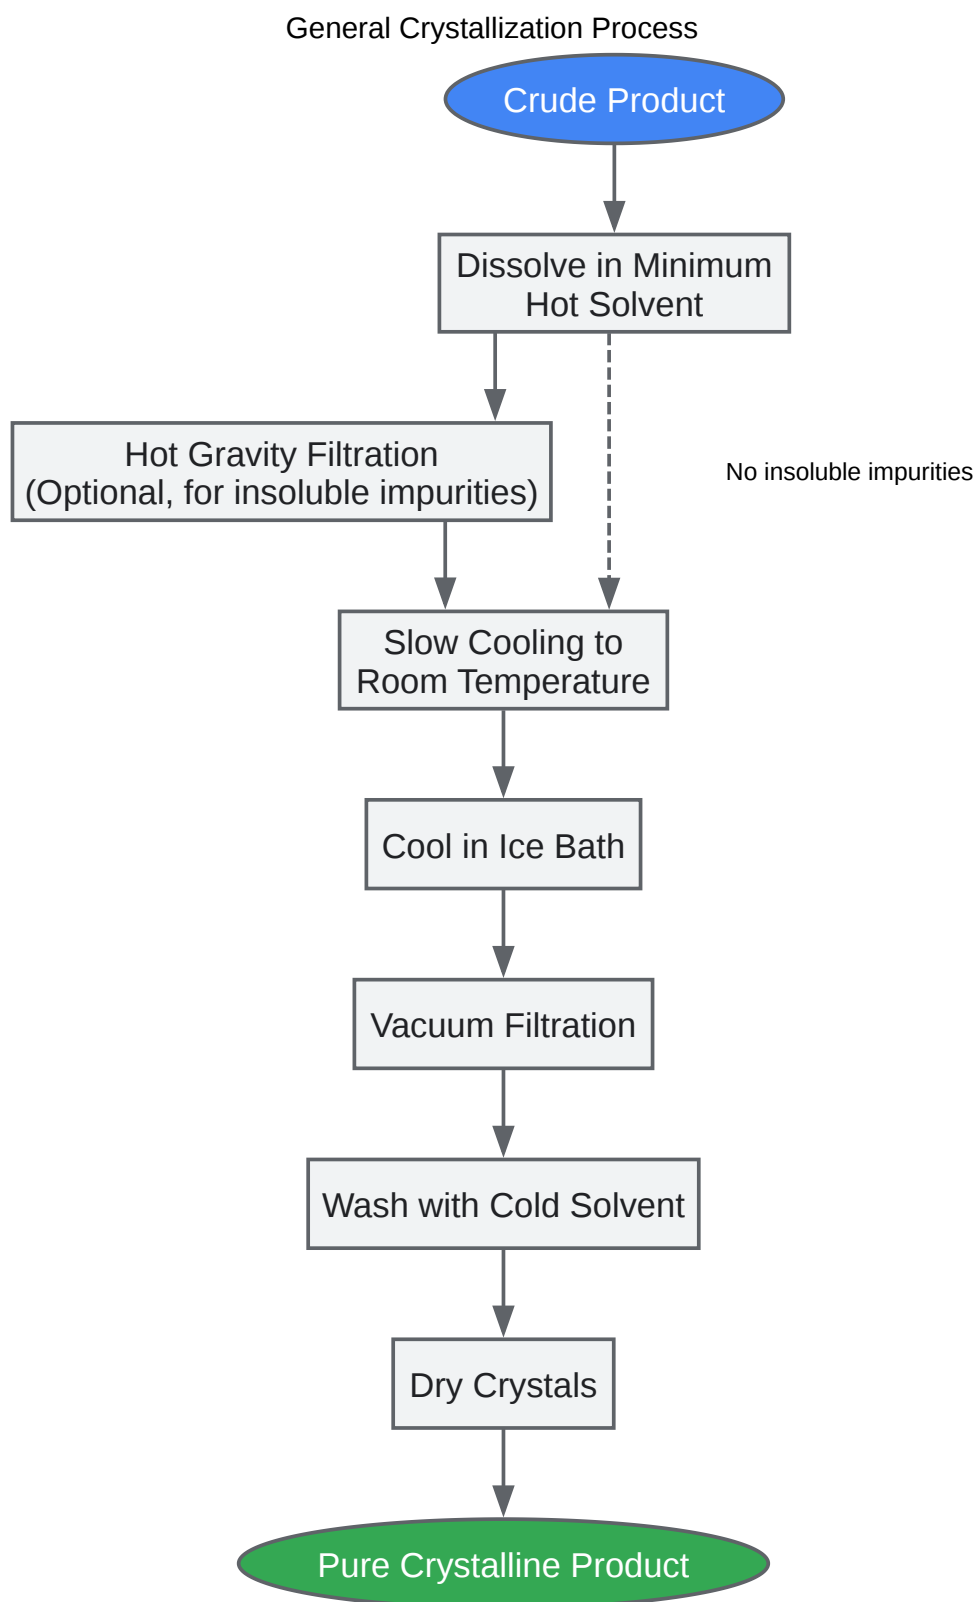 General Crystallization Process
Crude Product
Dissolve in Minimum
Hot Solvent
Hot Gravity Filtration
(Optional, for insoluble impurities)
No insoluble impurities
Slow Cooling to
Room Temperature
Cool in Ice Bath
Vacuum Filtration
Wash with Cold Solvent
Dry Crystals
Pure Crystalline Product